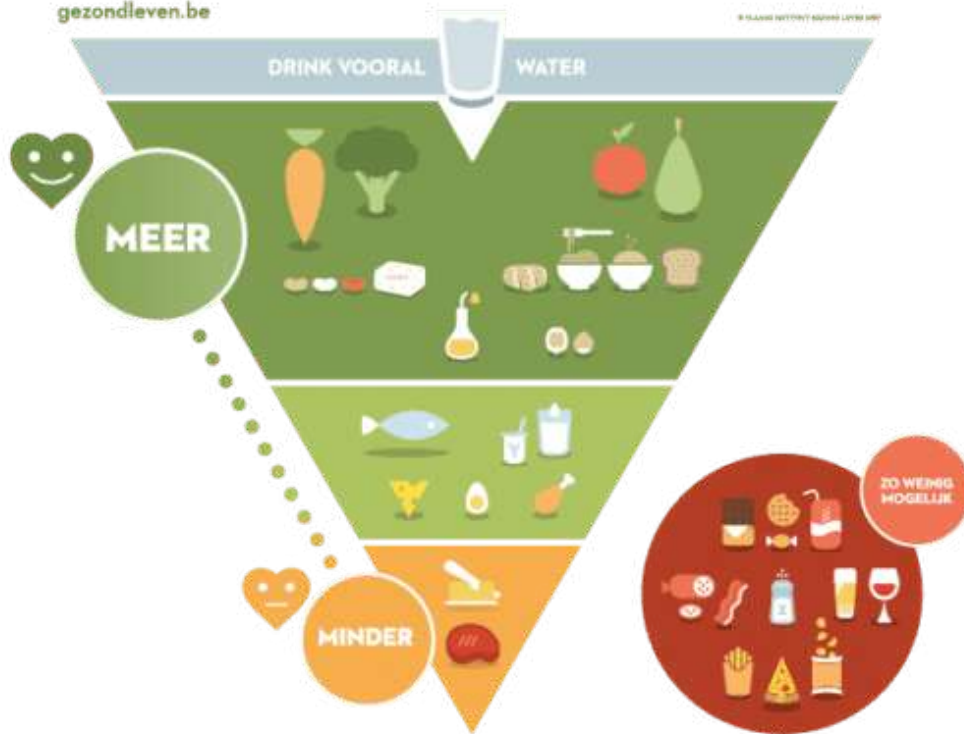 gezondleven.be
DRINK VOORAL WATER
MEER
ZO WEINIG
MOGELIJK
MINDER